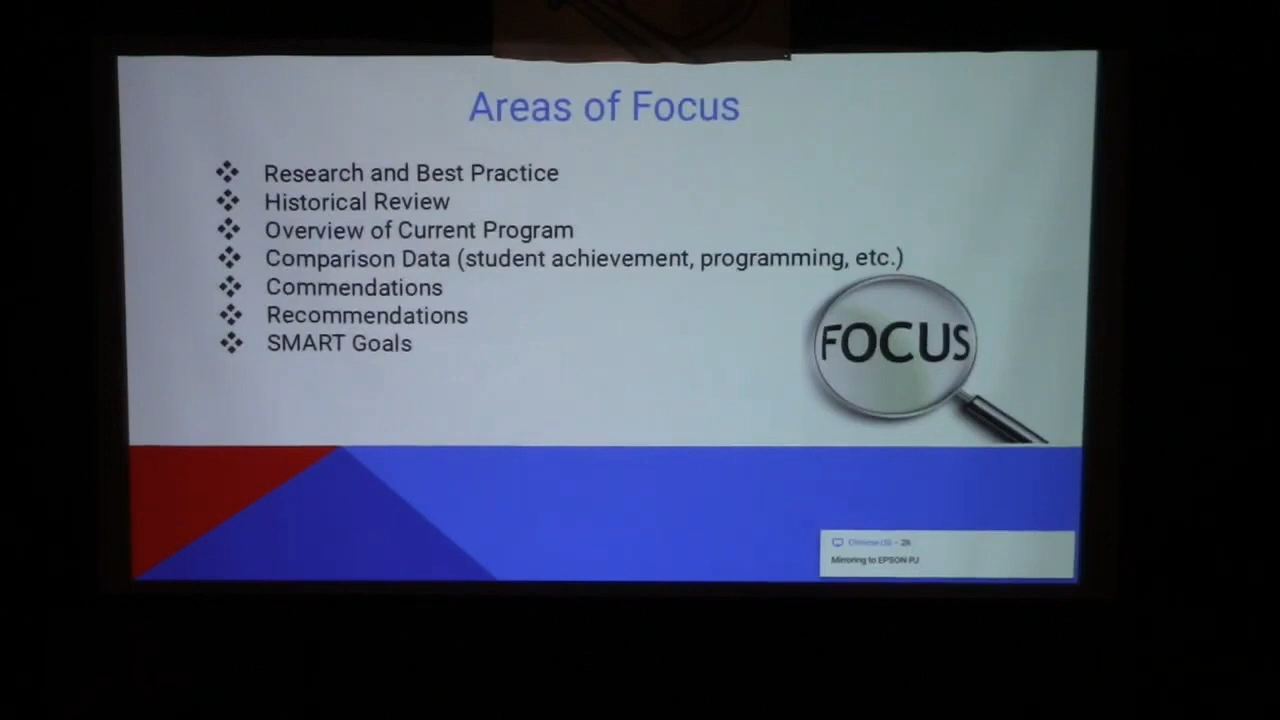 Areas of Focus
Research and Best Practice
Historical Review
Overview of Current Program
Comparison Data (student achievement, programming, etc.)
Commendations
Recommendations
SMART Goals
FOCUS
Mirroring to EPSON-PJ